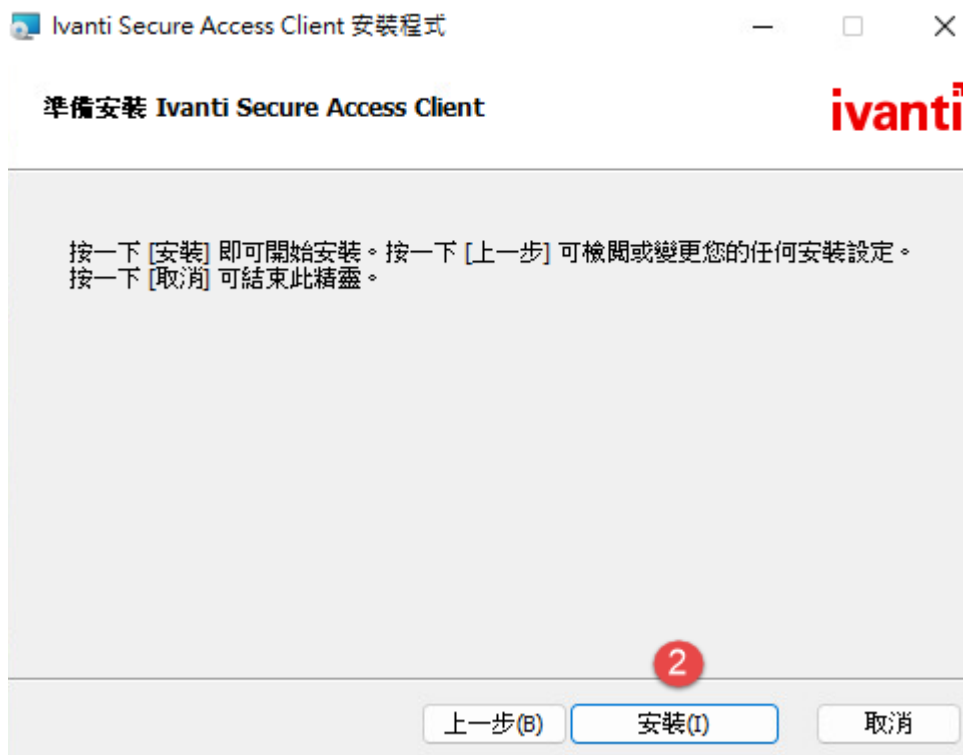 Ivanti Secure Access Client 安裝程式
準備安裝 Ivanti Secure Access Client
ivanti
按一下 [安裝] 即可開始安裝。按一下 [上一步] 可檢閱或變更您的任何安裝設定。
按一下 [取消] 可結束此精靈。
2
上一步(B) 安裝(I) 取消